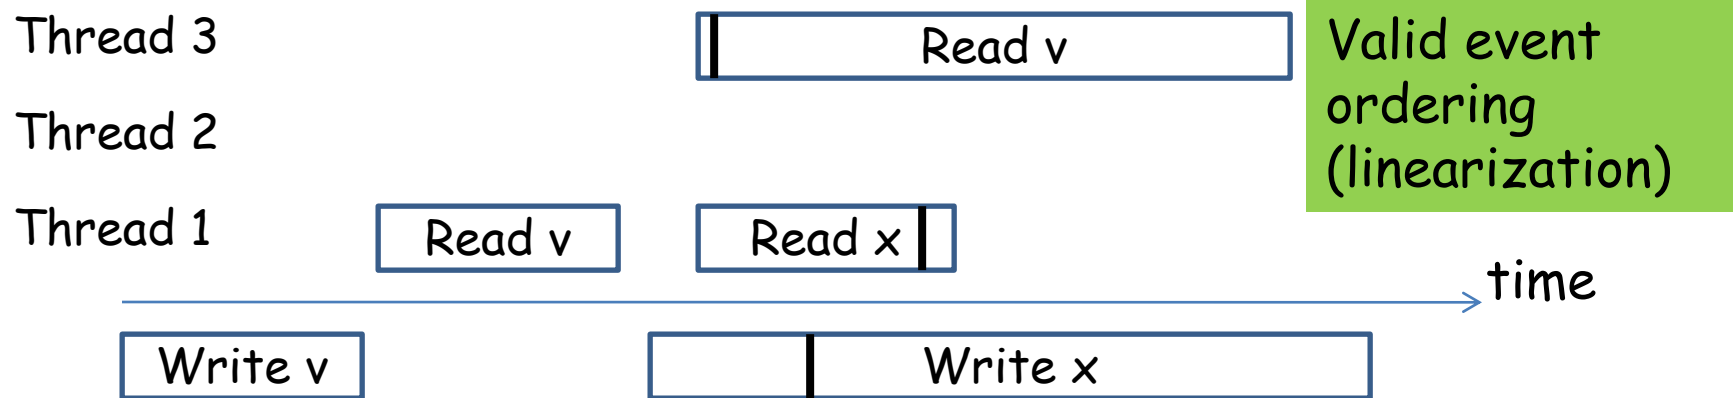 Thread 3
Read v
Valid event
ordering
(linearization)
Thread 2
Thread 1
Read v
Read x
time
Write v
Write x